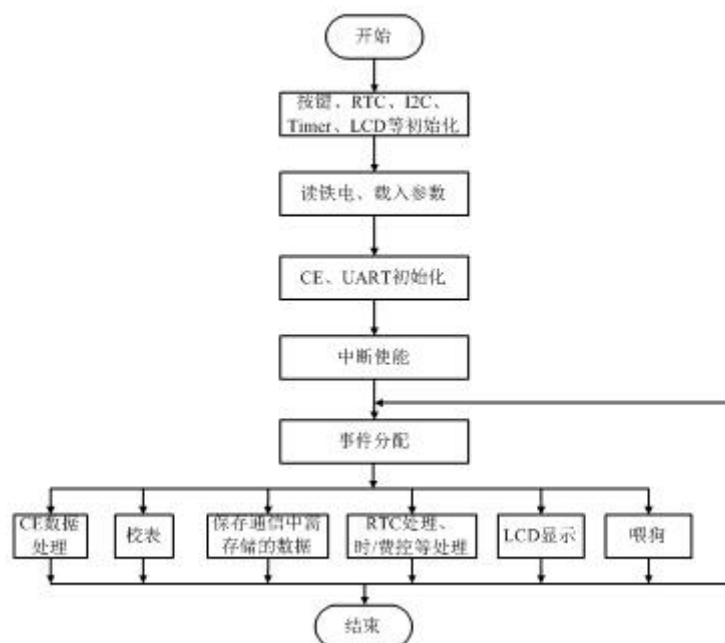 开始
按键、RTC、I2C、
Timer、LCD等初始化
读铁电、载入参数
CE、UART初始化
中断使能
事件分配
CE数据
处理
校表
保存通信中需
存储的数据
RTC处理、
时/费控等处理
LCD显示
喂狗
结束